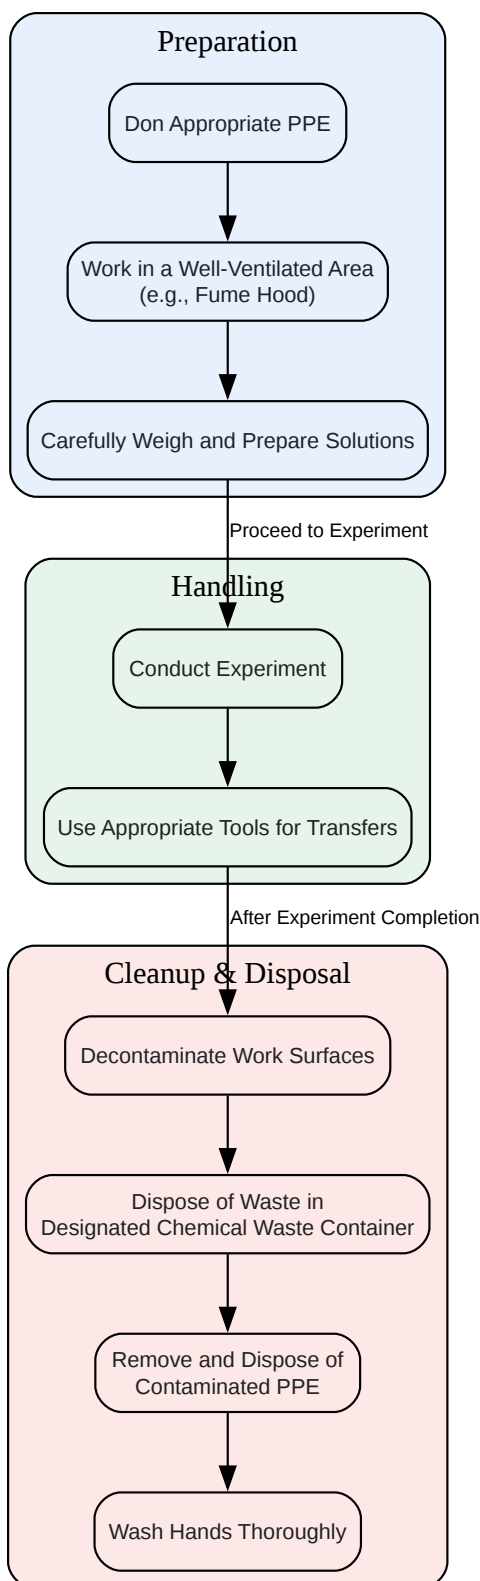 Preparation
Don Appropriate PPE
Work in a Well-Ventilated Area
(e.g., Fume Hood)
Carefully Weigh and Prepare Solutions
Proceed to Experiment
Handling
Conduct Experiment
Use Appropriate Tools for Transfers
After Experiment Completion
Cleanup & Disposal
Decontaminate Work Surfaces
Dispose of Waste in
Designated Chemical Waste Container
Remove and Dispose of
Contaminated PPE
Wash Hands Thoroughly